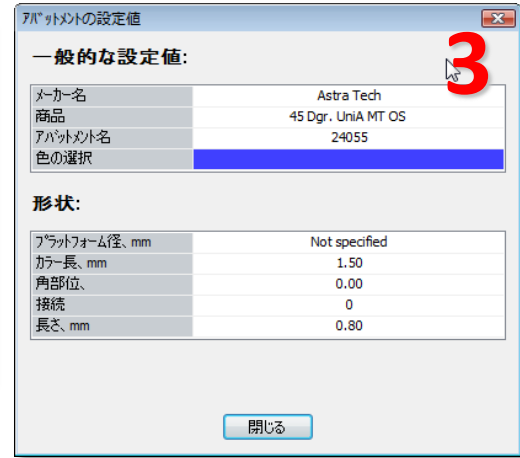 アバットメントの設定値
3
一般的な設定値:
メーカー名 Astra Tech
商品 45 Dgr. UniA MT OS
アバットメント名 24055
色の選択
形状:
プラットフォーム径、mm Not specified
カラー長、mm 1.50
角部位、 0.00
接続 0
長さ、mm 0.80
閉じる